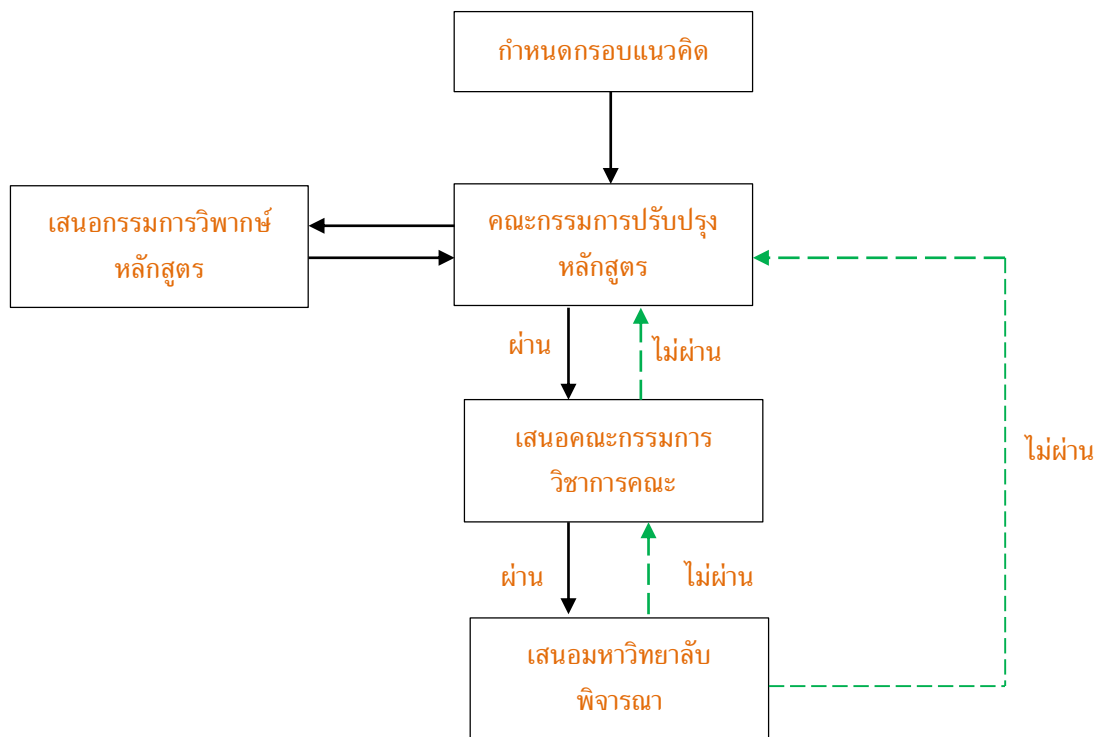 กำหนดกรอบแนวคิด
เสนอกรรมการวิพากษ์
หลักสูตร
คณะกรรมการปรับปรุง
หลักสูตร
ผ่าน
ไม่ผ่าน
เสนอคณะกรรมการ
วิชาการคณะ
ไม่ผ่าน
ผ่าน
ไม่ผ่าน
เสนอมหาวิทยาลับ
พิจารณา